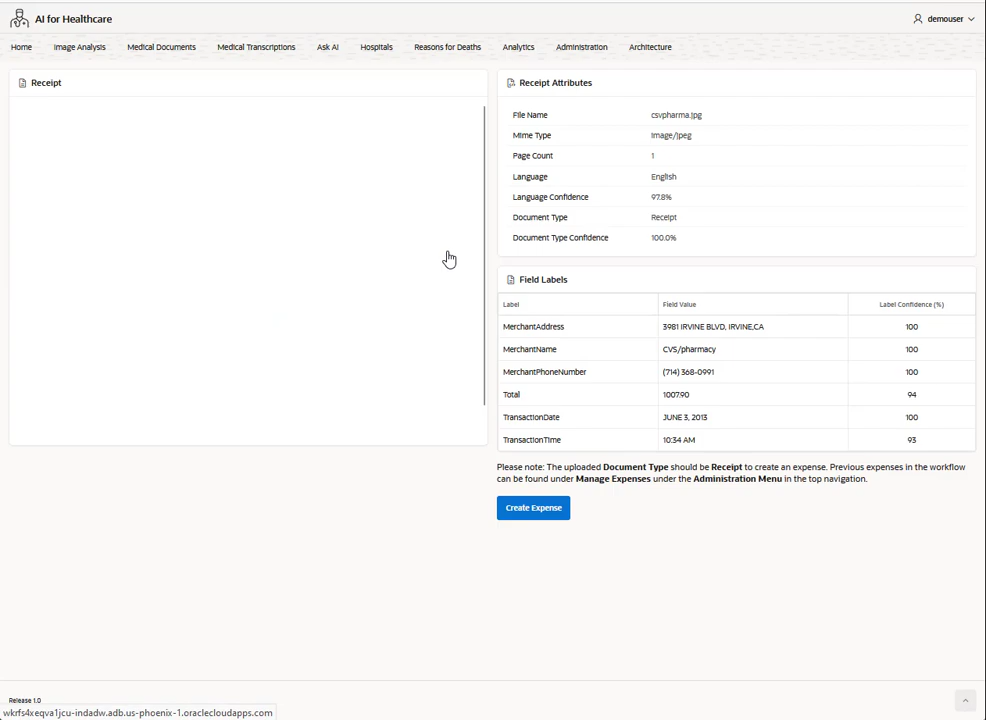 AI for Healthcare
demouser
Home Image Analysis Medical Documents Medical Transcriptions Ask AI Hospitals Reasons for Deaths Analytics Administration Architecture
Receipt
Receipt Attributes
File Name csvpharma.jpg
Mime Type image/jpeg
Page Count 1
Language English
Language Confidence 97.8%
Document Type Receipt
Document Type Confidence 100.0%
Field Labels
Label Field Value Label Confidence (%)
MerchantAddress 3981 IRVINE BLVD, IRVINE,CA 100
MerchantName CVS/pharmacy 100
MerchantPhoneNumber (714) 368-0991 100
Total 1007.90 94
TransactionDate JUNE 3, 2013 100
TransactionTime 10:34 AM 93
Please note: The uploaded Document Type should be Receipt to create an expense. Previous expenses in the workflow
can be found under Manage Expenses under the Administration Menu in the top navigation.
Create Expense
Release 1.0
wkrfs4xeqva1jcu-indadw.adb.us-phoenix-1.oraclecloudapps.com